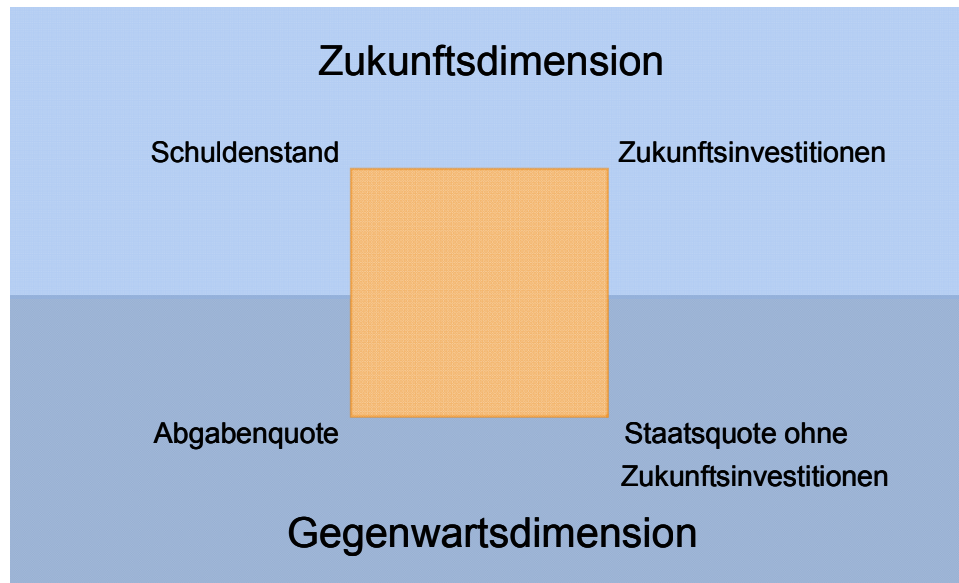 Zukunftsdimension
Schuldenstand
Zukunftsinvestitionen
Abgabenquote
Staatsquote ohne
Zukunftsinvestitionen
Gegenwartsdimension